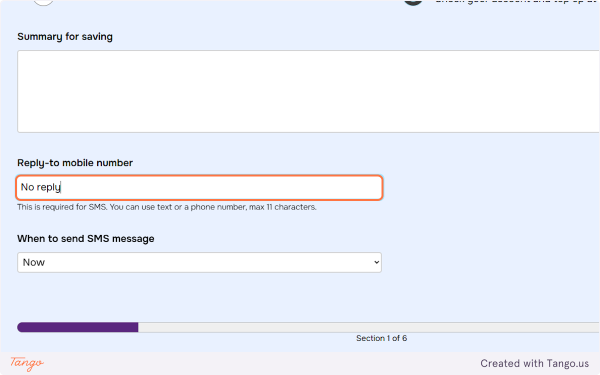 Summary for saving
Reply-to mobile number
No reply
This is required for SMS. You can use text or a phone number, max 11 characters.
When to send SMS message
Now
Section 1 of 6
Tango
Created with Tango.us